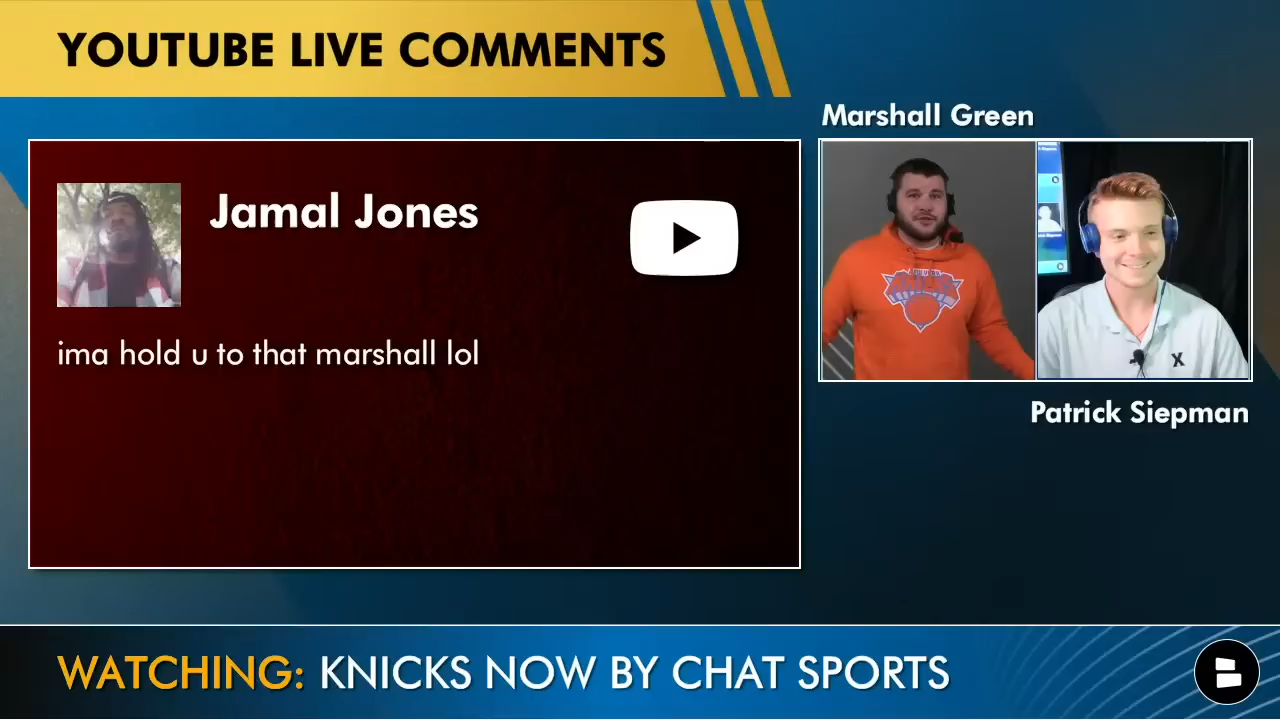 YOUTUBE LIVE COMMENTS
Marshall Green
Jamal Jones
ima hold u to that marshall lol
X
Patrick Siepman
WATCHING: KNICKS NOW BY CHAT SPORTS